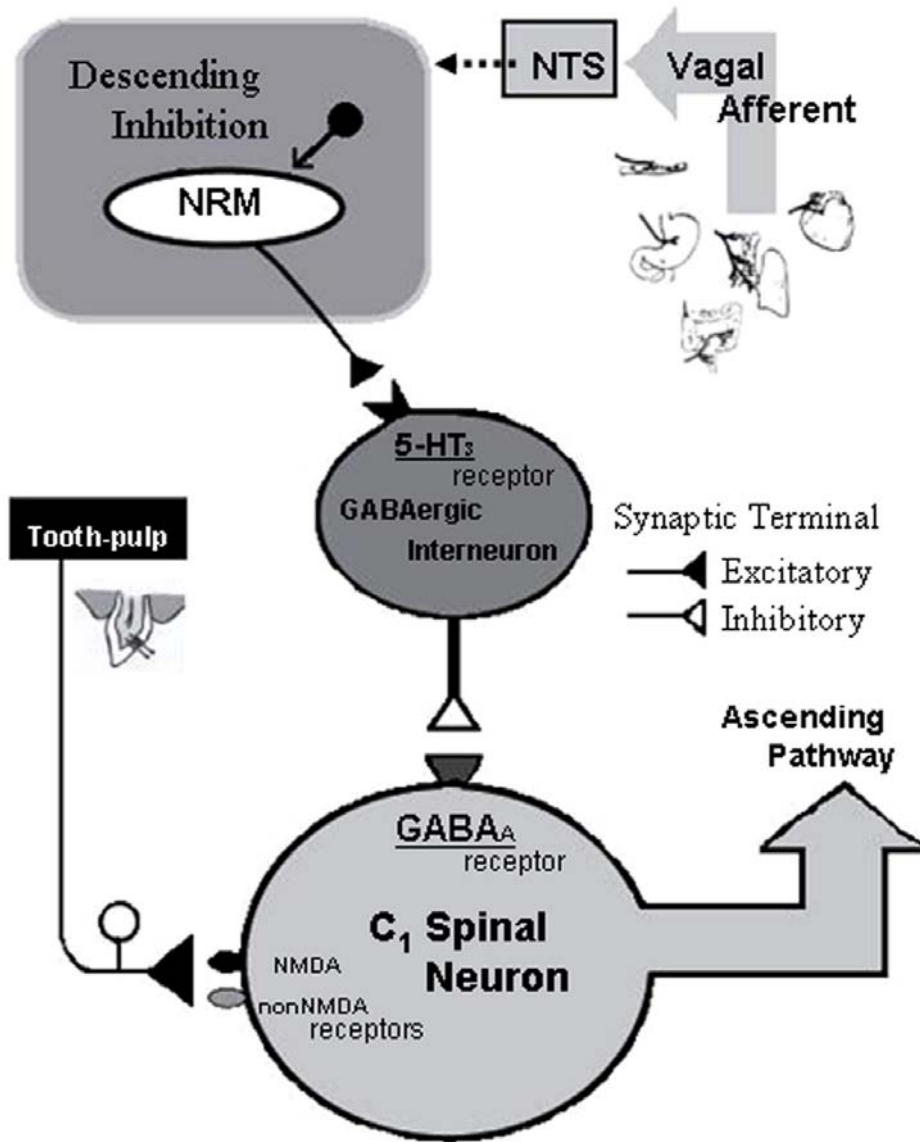 Descending
Inhibition
NRM
NTS
Vagal
Afferent
5-HT₃
receptor
GABAergic
Interneuron
Tooth-pulp
Synaptic Terminal
Excitatory
Inhibitory
Ascending
Pathway
GABAA
receptor
C₁ Spinal
Neuron
NMDA
nonNMDA
receptors